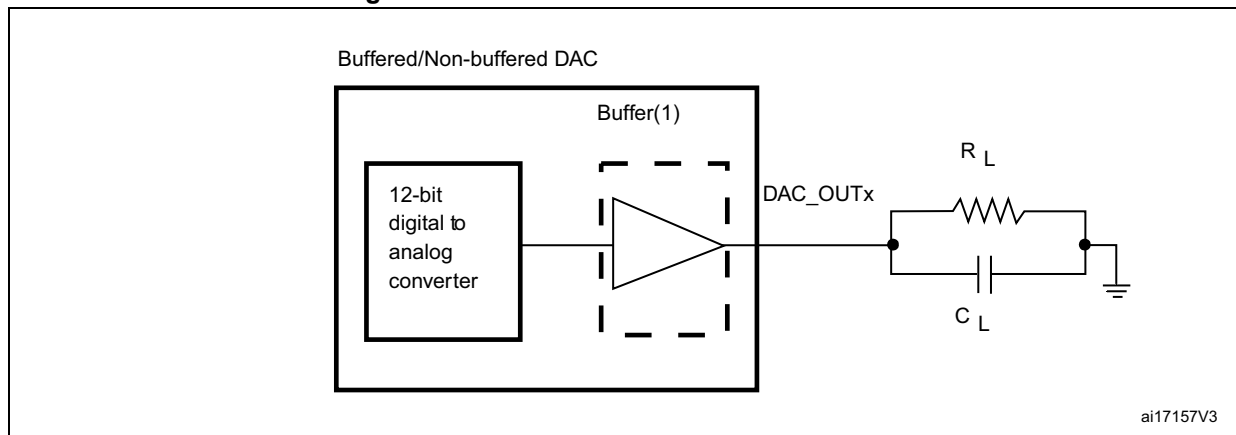 Buffered/Non-buffered DAC
Buffer(1)
12-bit
digital to
analog
converter
DAC_OUTx
R L
C L
ai17157V3